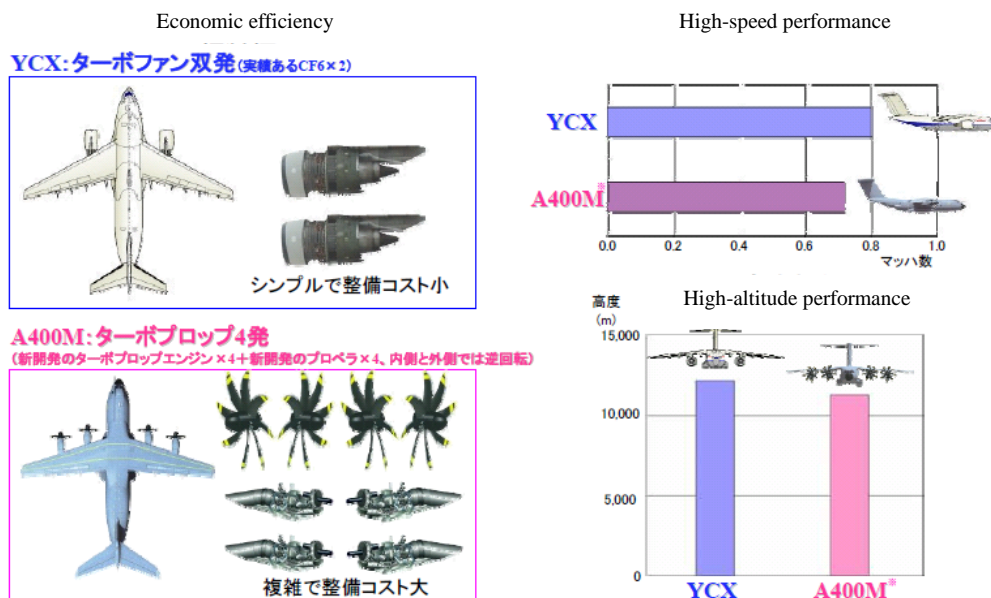 Economic efficiency
YCX:ターボファン双発(実績あるCF6×2)
シンプルで整備コスト小
A400M:ターボプロップ4発
(新開発のターボプロップエンジン×4+新開発のプロペラ×4、内側と外側では逆回転)
複雑で整備コスト大
High-speed performance
YCX
A400M※
0.0 0.2 0.4 0.6 0.8 1.0
マッハ数
High-altitude performance
高度
(m)
15,000
10,000
5,000
0
YCX A400M※